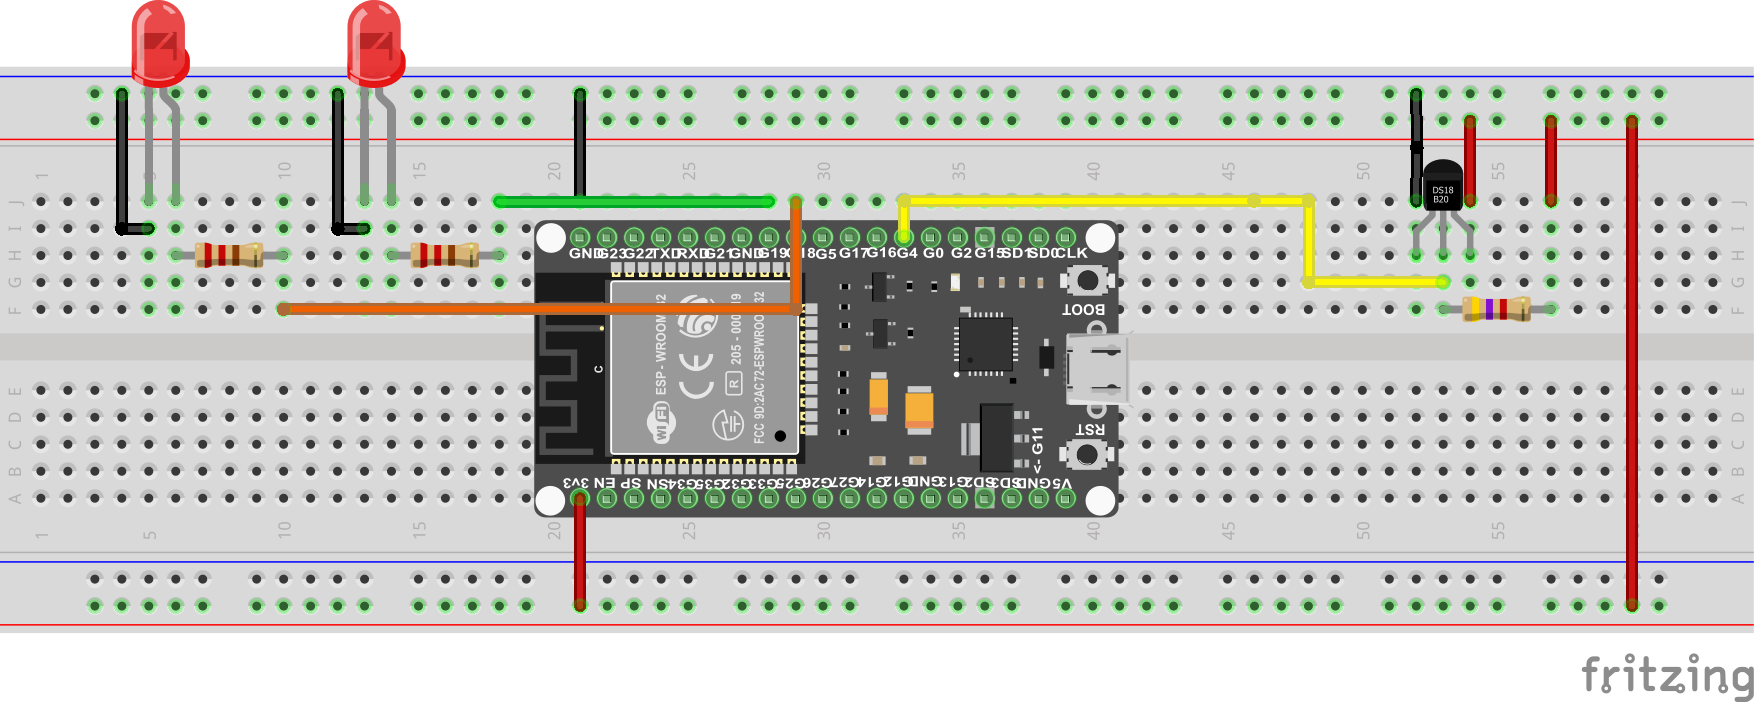 1 5 10 15 20 25 30 35 40 45 50 55
J J
I I
H H
G G
F F
DS18
B20
GND G23 G22 TXD RXD G21 GND G19 G18 G5 G17 G16 G4 G0 G2 G15 SD1 SD0 CLK
BOOT
ESP - WROOM-32
CE
R
205 - 000519
FCC 9D:2AC72-ESPWROOM32
WiFi
C
RST
<- G11
E E
D D
C C
B B
A A
3V3 EN SP SN G34 G35 G32 G33 G25 G26 G27 G14 G12 GND G13 SD2 SD3 GND V5
1 5 10 15 20 25 30 35 40 45 50 55
fritzing